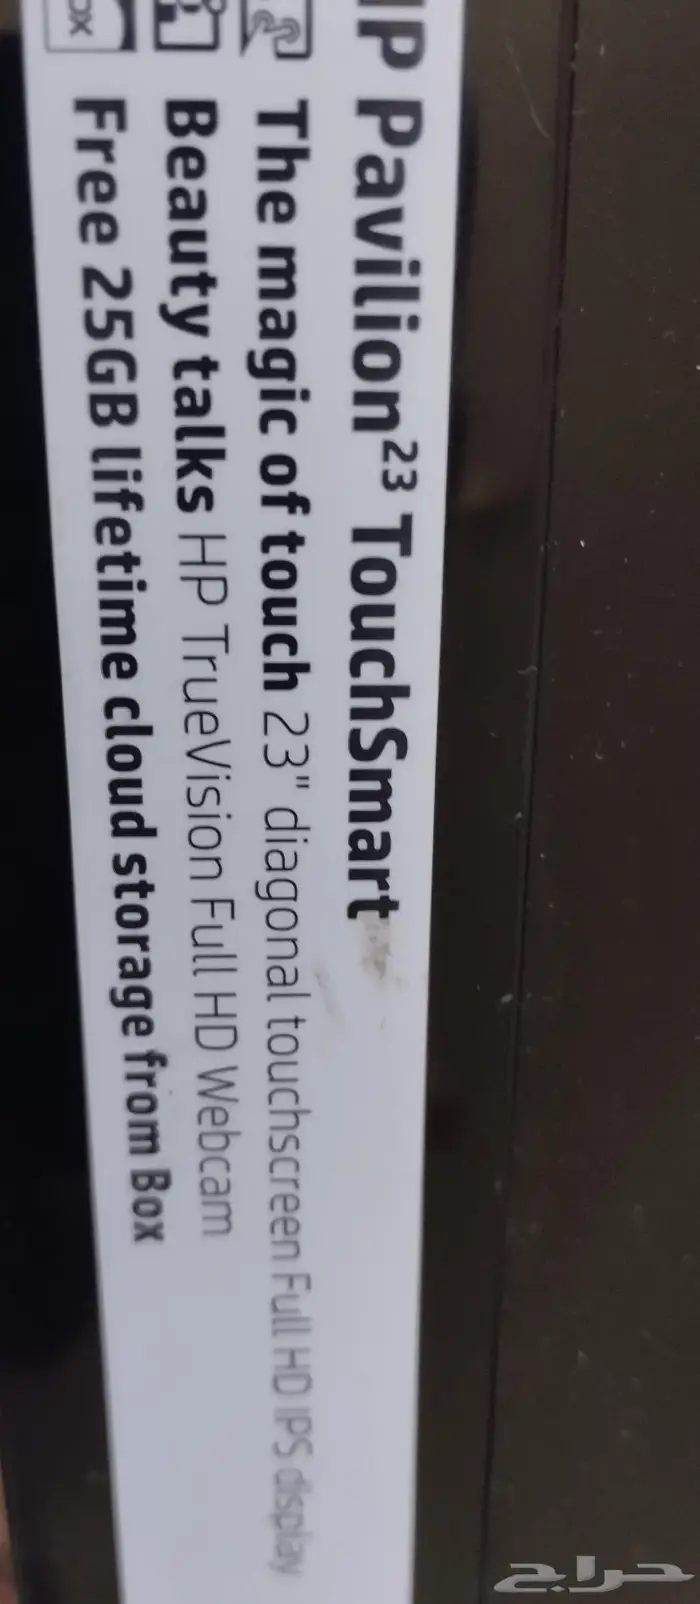 HP Pavilion²³ TouchSmart
The magic of touch 23" diagonal touchscreen Full HD IPS display
Beauty talks HP TrueVision Full HD Webcam
Free 25GB lifetime cloud storage from Box
حراج